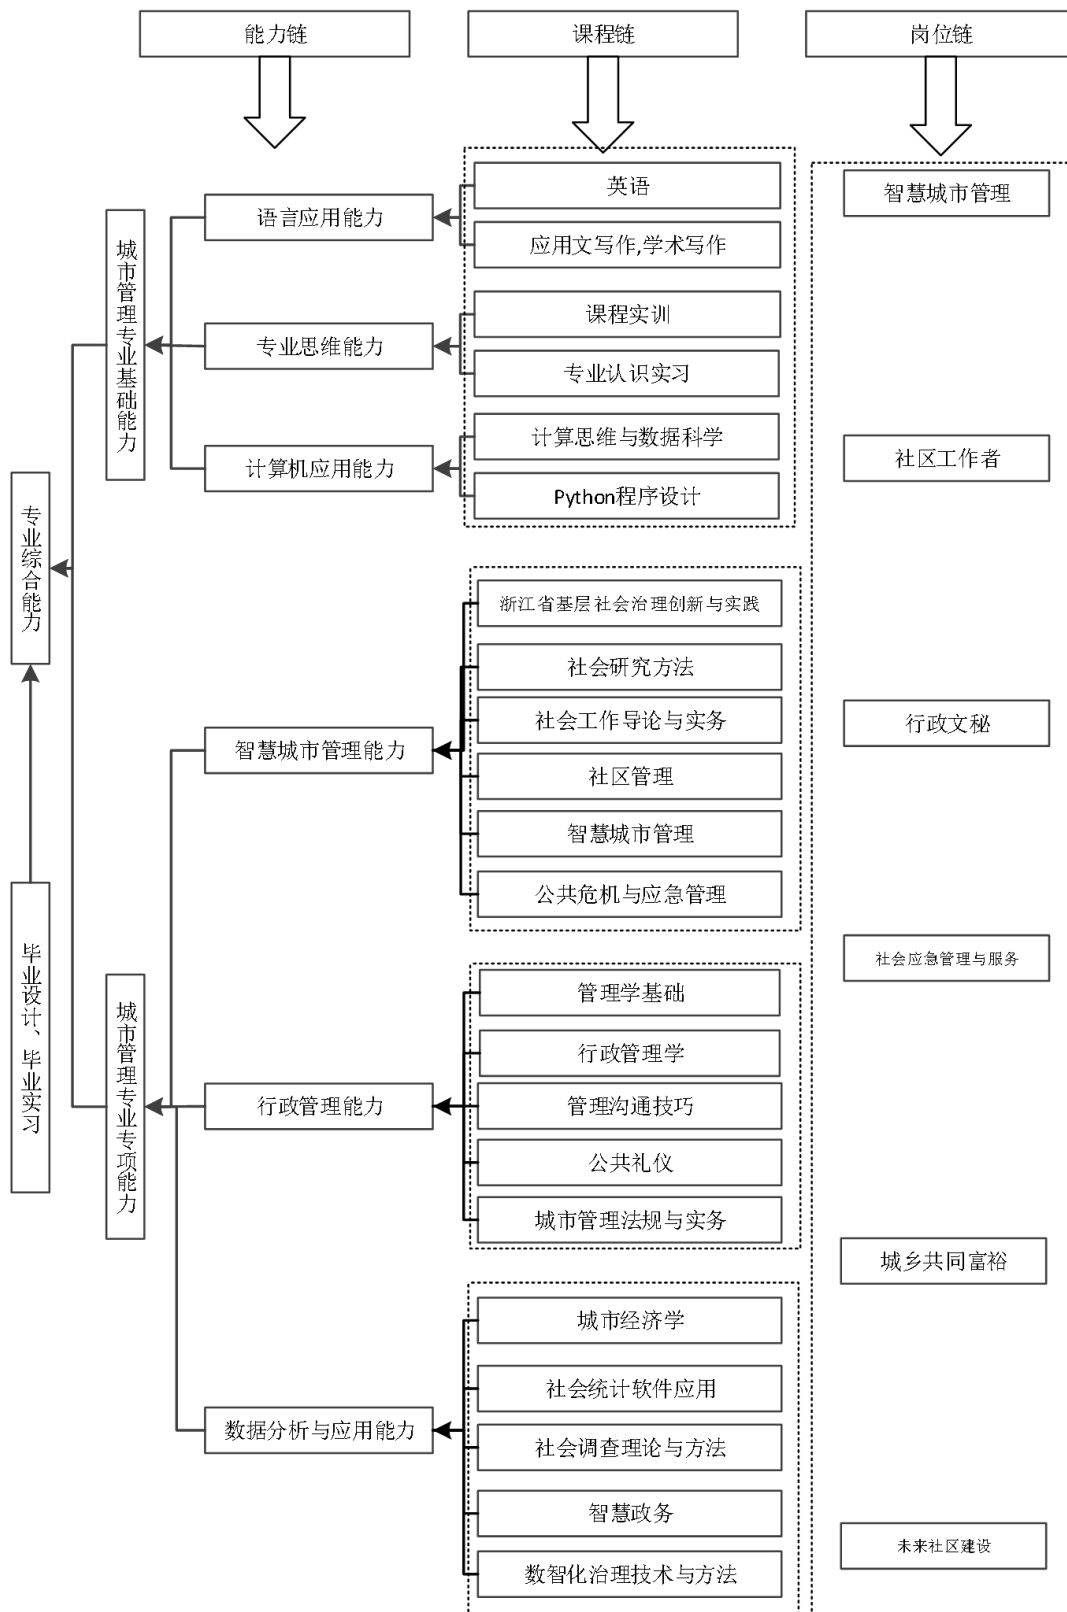 能力链
课程链
岗位链
专业综合能力
毕业设计、毕业实习
城市管理专业基础能力
语言应用能力
英语
应用文写作,学术写作
专业思维能力
课程实训
专业认识实习
计算机应用能力
计算思维与数据科学
Python程序设计
城市管理专业专项能力
智慧城市管理能力
浙江省基层社会治理创新与实践
社会研究方法
社会工作导论与实务
社区管理
智慧城市管理
公共危机与应急管理
行政管理能力
管理学基础
行政管理学
管理沟通技巧
公共礼仪
城市管理法规与实务
数据分析与应用能力
城市经济学
社会统计软件应用
社会调查理论与方法
智慧政务
数智化治理技术与方法
智慧城市管理
社区工作者
行政文秘
社会应急管理与服务
城乡共同富裕
未来社区建设